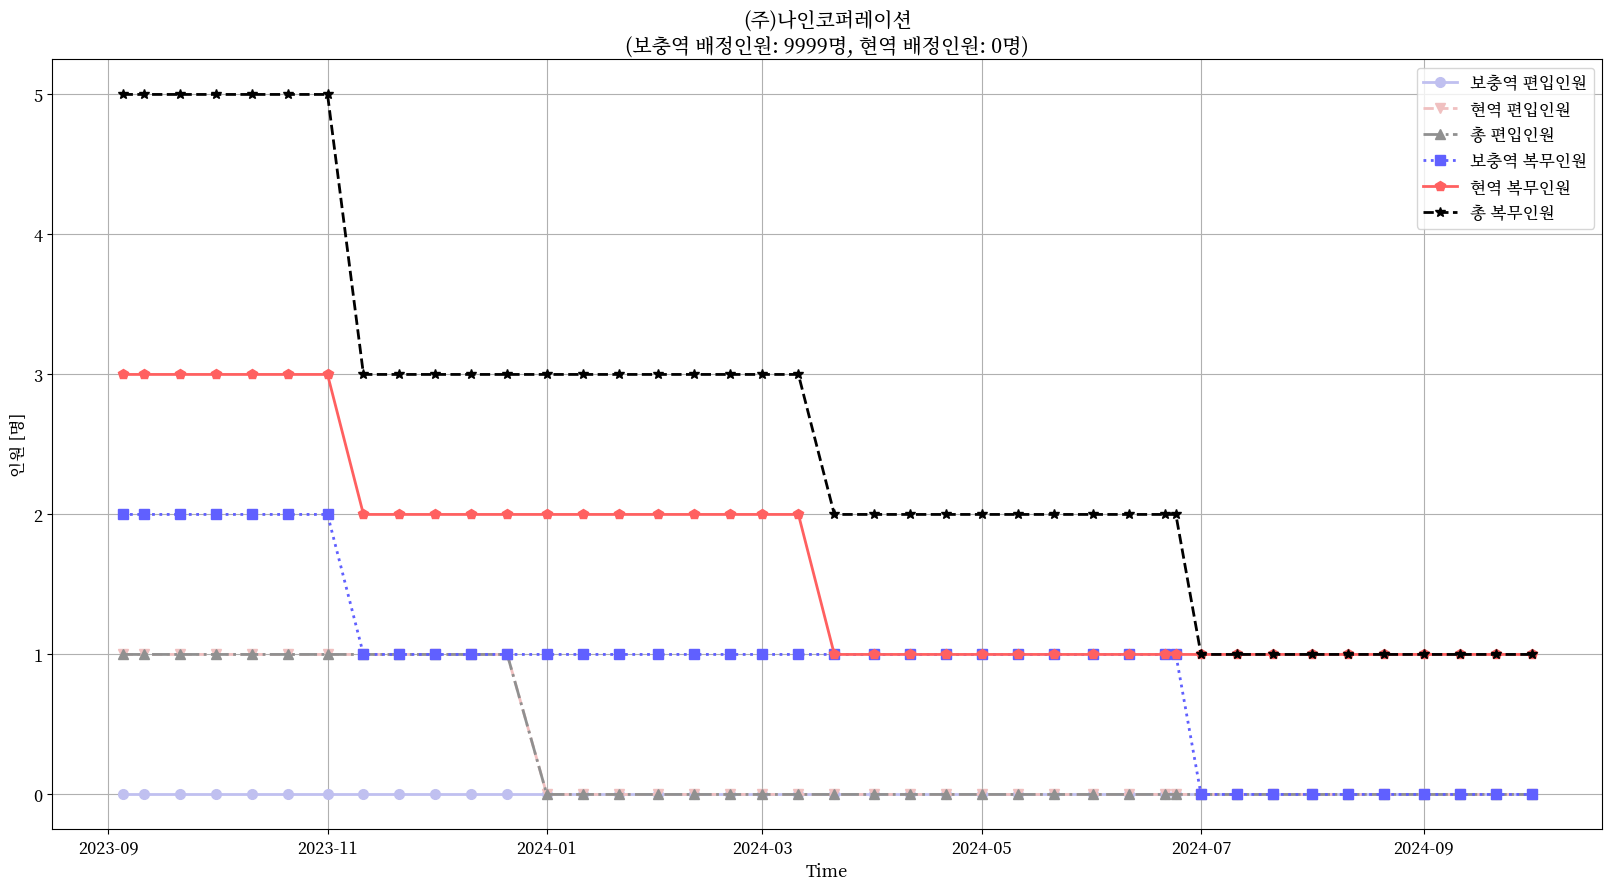 (주)나인코퍼레이션
(보충역 배정인원: 9999명, 현역 배정인원: 0명)
보충역 편입인원
현역 편입인원
총 편입인원
보충역 복무인원
현역 복무인원
총 복무인원
인원 [명]
5
4
3
2
1
0
2023-09
2023-11
2024-01
2024-03
2024-05
2024-07
2024-09
Time